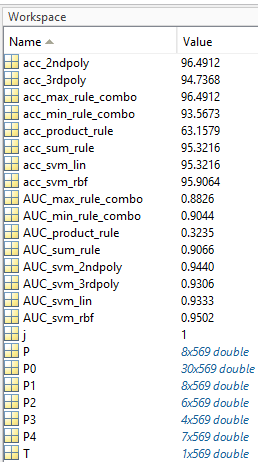 Workspace
Name Value
acc_2ndpoly 96.4912
acc_3rdpoly 94.7368
acc_max_rule_combo 96.4912
acc_min_rule_combo 93.5673
acc_product_rule 63.1579
acc_sum_rule 95.3216
acc_svm_lin 95.3216
acc_svm_rbf 95.9064
AUC_max_rule_combo 0.8826
AUC_min_rule_combo 0.9044
AUC_product_rule 0.3235
AUC_sum_rule 0.9066
AUC_svm_2ndpoly 0.9440
AUC_svm_3rdpoly 0.9306
AUC_svm_lin 0.9333
AUC_svm_rbf 0.9502
j 1
P 8x569 double
P0 30x569 double
P1 8x569 double
P2 6x569 double
P3 4x569 double
P4 7x569 double
T 1x569 double